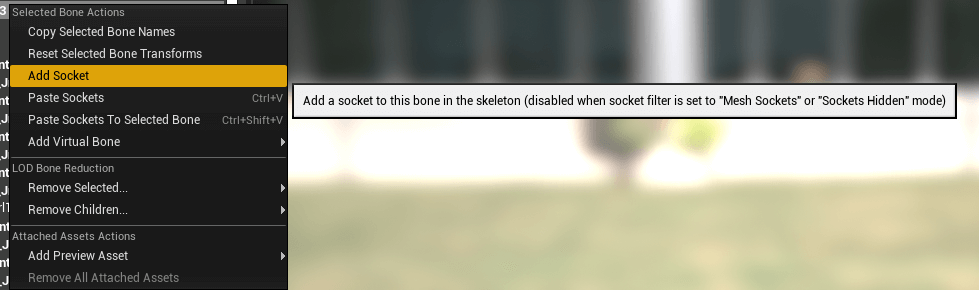 Selected Bone Actions
Copy Selected Bone Names
Reset Selected Bone Transforms
Add Socket
Add a socket to this bone in the skeleton (disabled when socket filter is set to "Mesh Sockets" or "Sockets Hidden" mode)
Paste Sockets Ctrl+V
Paste Sockets To Selected Bone Ctrl+Shift+V
Add Virtual Bone
LOD Bone Reduction
Remove Selected...
Remove Children...
Attached Assets Actions
Add Preview Asset
Remove All Attached Assets